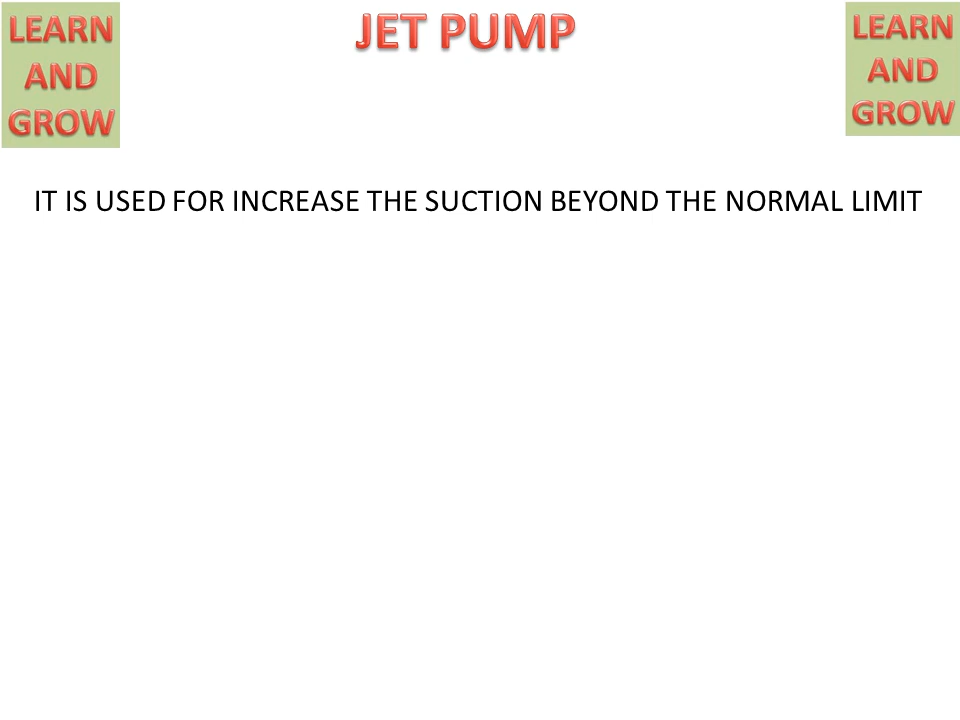 LEARN
AND
GROW
JET PUMP
LEARN
AND
GROW
IT IS USED FOR INCREASE THE SUCTION BEYOND THE NORMAL LIMIT